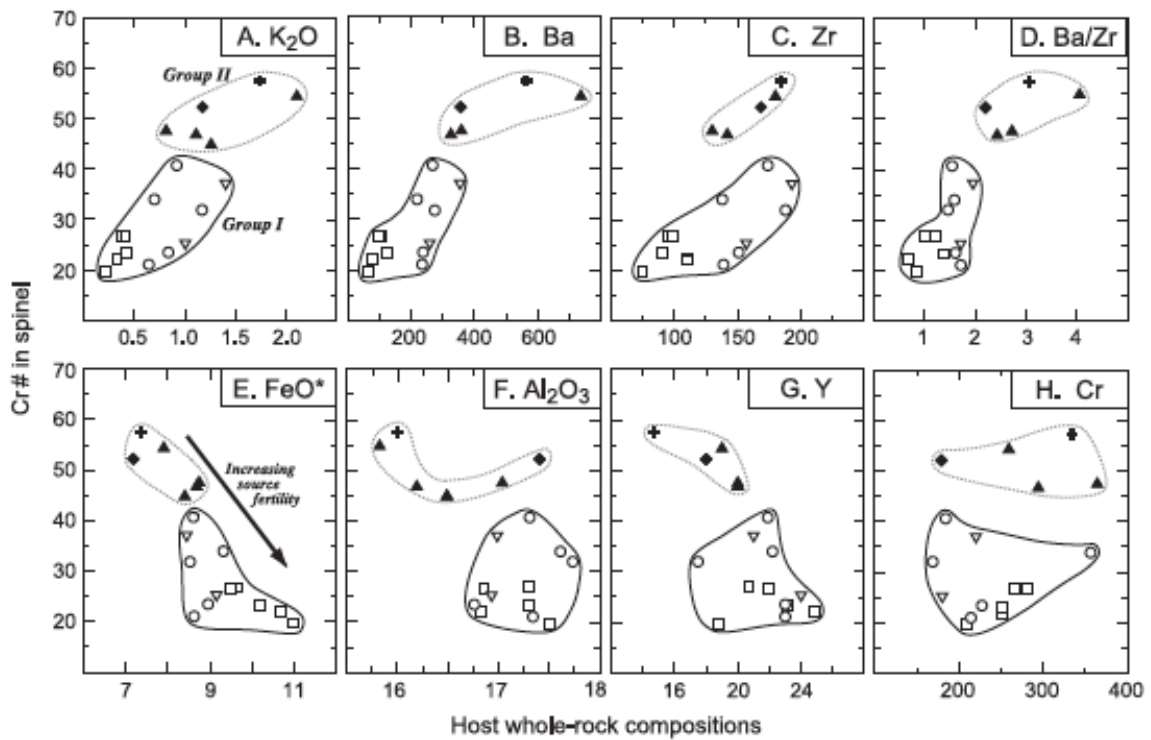 70
60
50
40
30
20
A. K₂O
Group II
Group I
B. Ba
C. Zr
D. Ba/Zr
0.5 1.0 1.5 2.0
200 400 600
50 100 150 200
1 2 3 4
Cr# in spinel
70
60
50
40
30
20
E. FeO*
Increasing
source
fertility
F. Al₂O₃
G. Y
H. Cr
7 9 11
16 17 18
16 20 24
200 300 400
Host whole-rock compositions